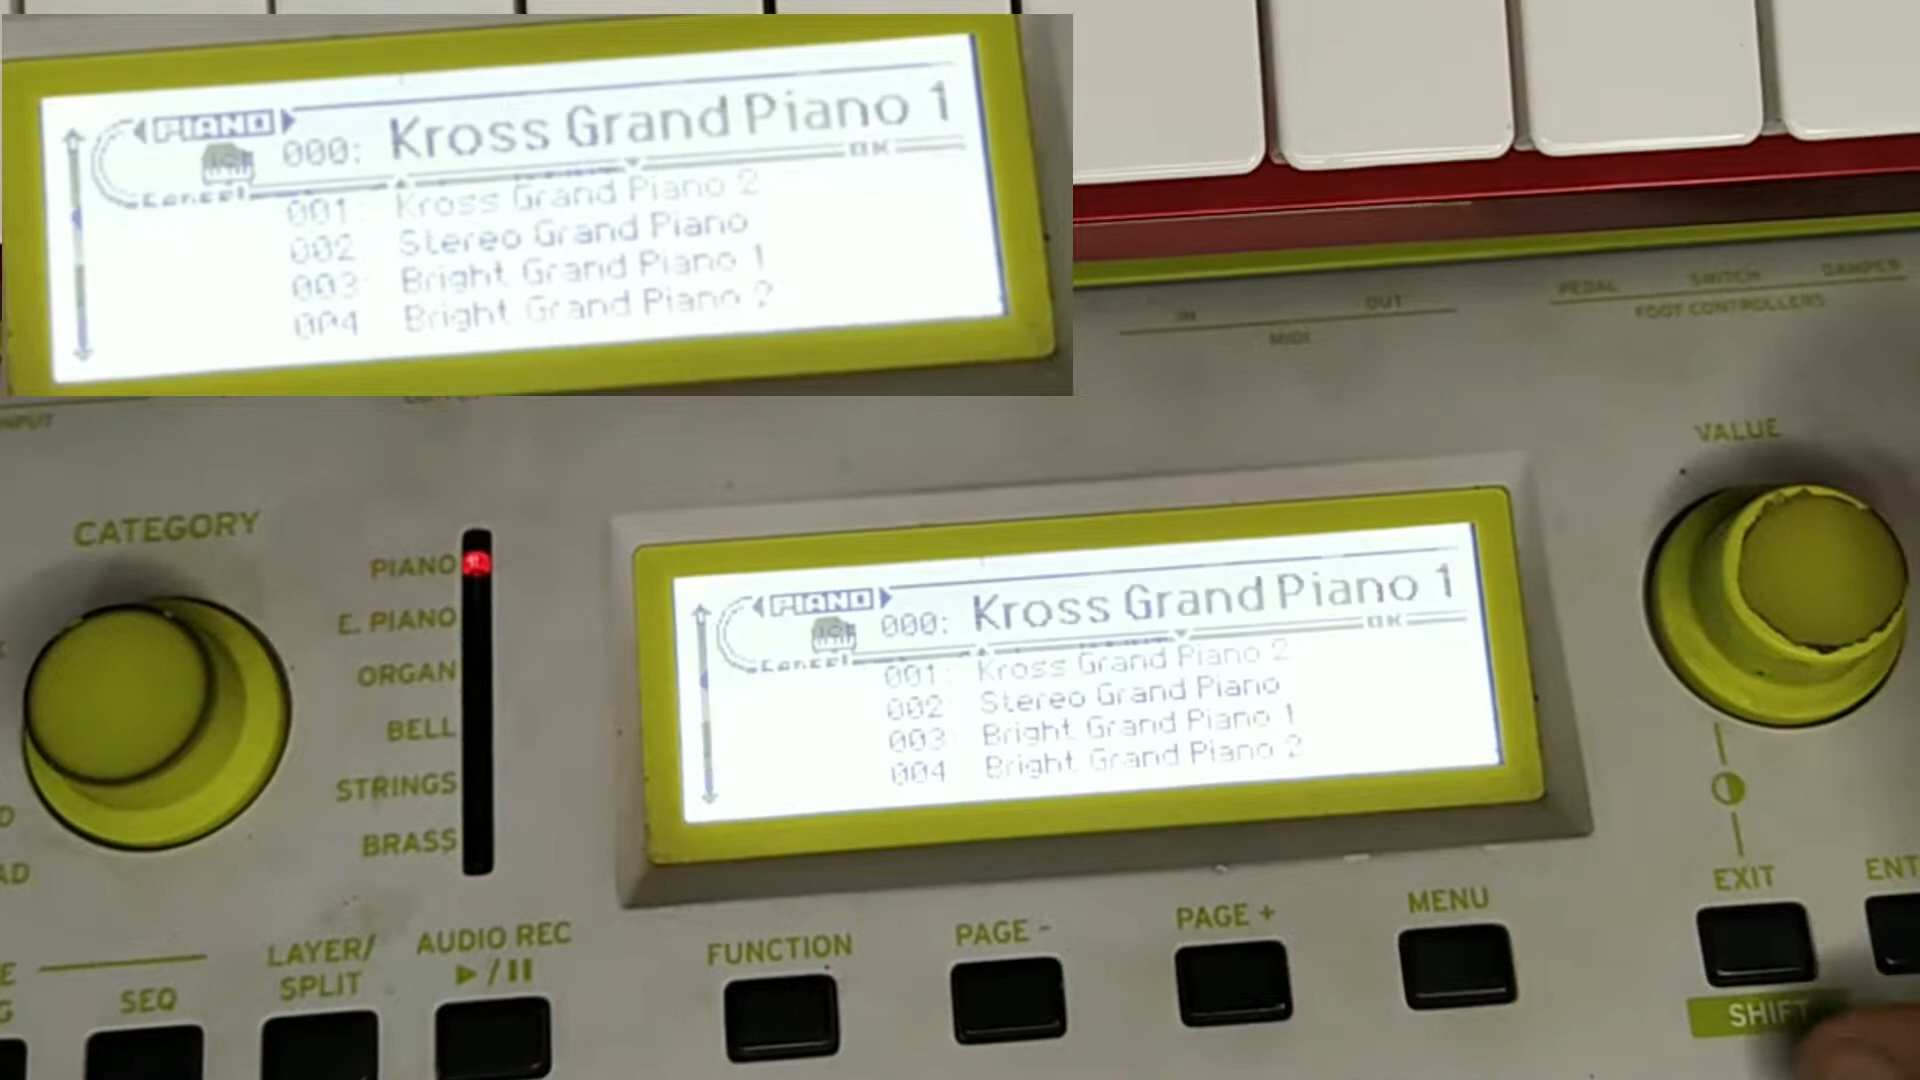 PIANO
000: Kross Grand Piano 1
Cancel OK
001: Kross Grand Piano 2
002 Stereo Grand Piano
003: Bright Grand Piano 1
004 Bright Grand Piano 2
IN OUT
MIDI
PEDAL SWITCH DAMPER
FOOT CONTROLLERS
INPUT
VALUE
CATEGORY
PIANO
E. PIANO
ORGAN
BELL
STRINGS
BRASS
PIANO
000: Kross Grand Piano 1
Cancel OK
001: Kross Grand Piano 2
002 Stereo Grand Piano
003: Bright Grand Piano 1
004 Bright Grand Piano 2
EXIT
ENT
SHIFT
FUNCTION
PAGE -
PAGE +
MENU
SEQ
LAYER/
SPLIT
AUDIO REC
▶/❚❚